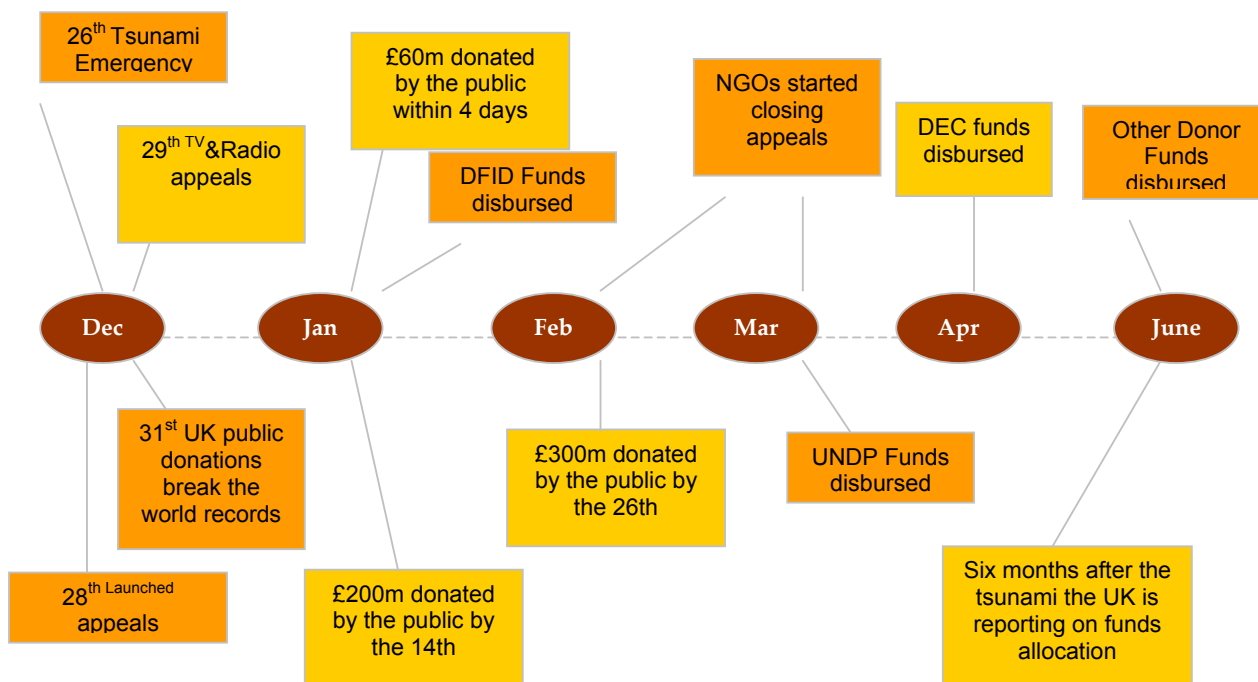 26th Tsunami
Emergency
29th TV&Radio
appeals
£60m donated
by the public
within 4 days
DFID Funds
disbursed
NGOs started
closing
appeals
DEC funds
disbursed
Other Donor
Funds
disbursed
Dec
Jan
Feb
Mar
Apr
June
31st UK public
donations
break the
world records
28th Launched
appeals
£200m donated
by the public by
the 14th
£300m donated
by the public by
the 26th
UNDP Funds
disbursed
Six months after the
tsunami the UK is
reporting on funds
allocation